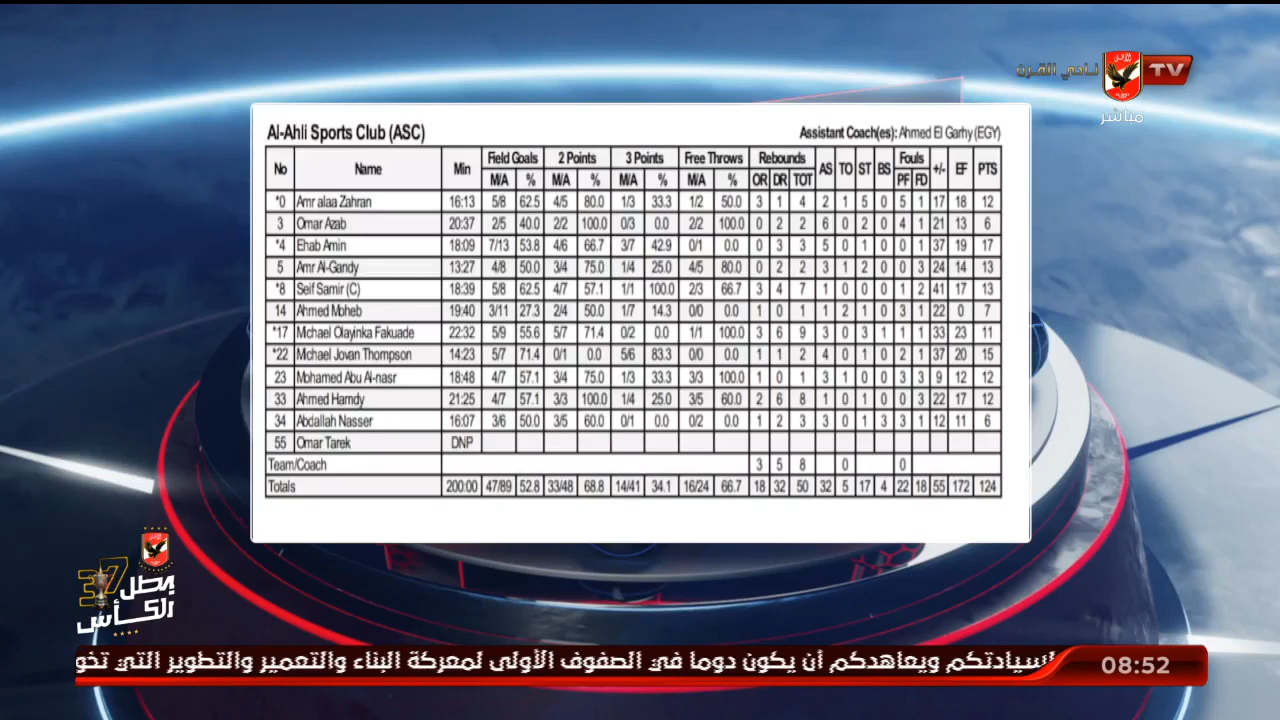 نادي القرن
TV
مباشر
Al-Ahli Sports Club (ASC) Assistant Coach(es): Ahmed El Garhy (EGY)
No Name Min Field Goals 2 Points 3 Points Free Throws Rebounds AS TO ST BS Fouls +/- EF PTS
M/A % M/A % M/A % M/A % OR DR TOT PF FD
*0 Amr alaa Zahran 16:13 5/8 62.5 4/5 80.0 1/3 33.3 1/2 50.0 3 1 4 2 1 5 0 5 1 17 18 12
3 Omar Azab 20:37 2/5 40.0 2/2 100.0 0/3 0.0 2/2 100.0 0 2 2 6 0 2 0 4 1 21 13 6
*4 Ehab Amin 18:09 7/13 53.8 4/6 66.7 3/7 42.9 0/1 0.0 0 3 3 5 0 1 0 0 1 37 19 17
5 Amr Al-Gandy 13:27 4/8 50.0 3/4 75.0 1/4 25.0 4/5 80.0 0 2 2 3 1 2 0 0 3 24 14 13
*8 Seif Samir (C) 18:39 5/8 62.5 4/7 57.1 1/1 100.0 2/3 66.7 3 4 7 1 0 0 0 1 2 41 17 13
14 Ahmed Moheb 19:40 3/11 27.3 2/4 50.0 1/7 14.3 0/0 0.0 1 0 1 1 2 1 0 3 1 22 0 7
*17 Mchael Olayinka Fakuade 22:32 5/9 55.6 5/7 71.4 0/2 0.0 1/1 100.0 3 6 9 3 0 3 1 1 1 33 23 11
*22 Mchael Jovan Thompson 14:23 5/7 71.4 0/1 0.0 5/6 83.3 0/0 0.0 1 1 2 4 0 1 0 2 1 37 20 15
23 Mohamed Abu Al-nasr 18:48 4/7 57.1 3/4 75.0 1/3 33.3 3/3 100.0 1 0 1 3 1 0 0 3 3 9 12 12
33 Ahmed Hamdy 21:25 4/7 57.1 3/3 100.0 1/4 25.0 3/5 60.0 2 6 8 1 0 1 0 0 3 22 17 12
34 Abdallah Nasser 16:07 3/6 50.0 3/5 60.0 0/1 0.0 0/2 0.0 1 2 3 3 0 1 3 3 1 12 11 6
55 Omar Tarek DNP
Team/Coach 3 5 8 0 0
Totals 200:00 47/89 52.8 33/48 68.8 14/41 34.1 16/24 66.7 18 32 50 32 5 17 4 22 18 55 172 124
37 بطل
الكأس
لسيادتكم ويعاهدكم أن يكون دوما في الصفوف الأولى لمعركة البناء والتعمير والتطوير التي تخو 08:52